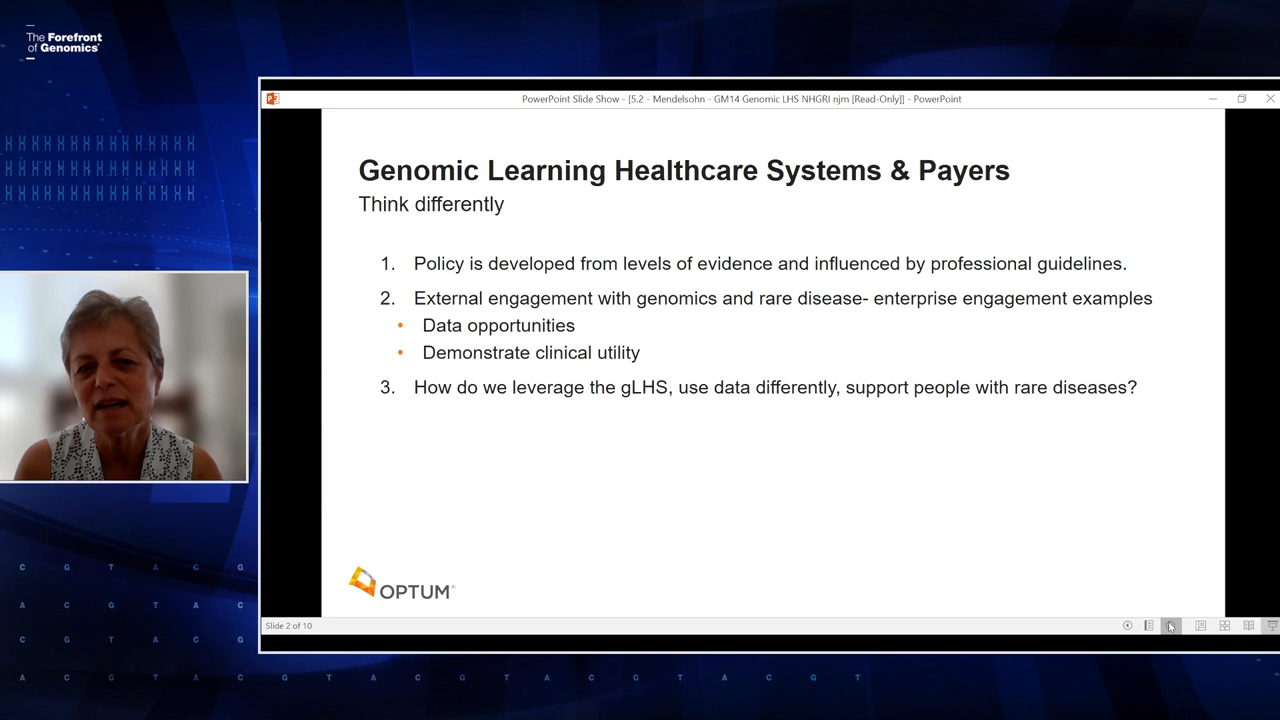 The Forefront
of Genomics®
PowerPoint Slide Show - [5.2 - Mendelsohn - GM14 Genomic LHS NHGRI njm [Read-Only]] - PowerPoint
Genomic Learning Healthcare Systems & Payers
Think differently
1. Policy is developed from levels of evidence and influenced by professional guidelines.
2. External engagement with genomics and rare disease- enterprise engagement examples
• Data opportunities
• Demonstrate clinical utility
3. How do we leverage the gLHS, use data differently, support people with rare diseases?
OPTUM®
Slide 2 of 10
C G T A C G
A C G T A C
C G T A C G
A C G T A C G T A C G T A C G T A C G T